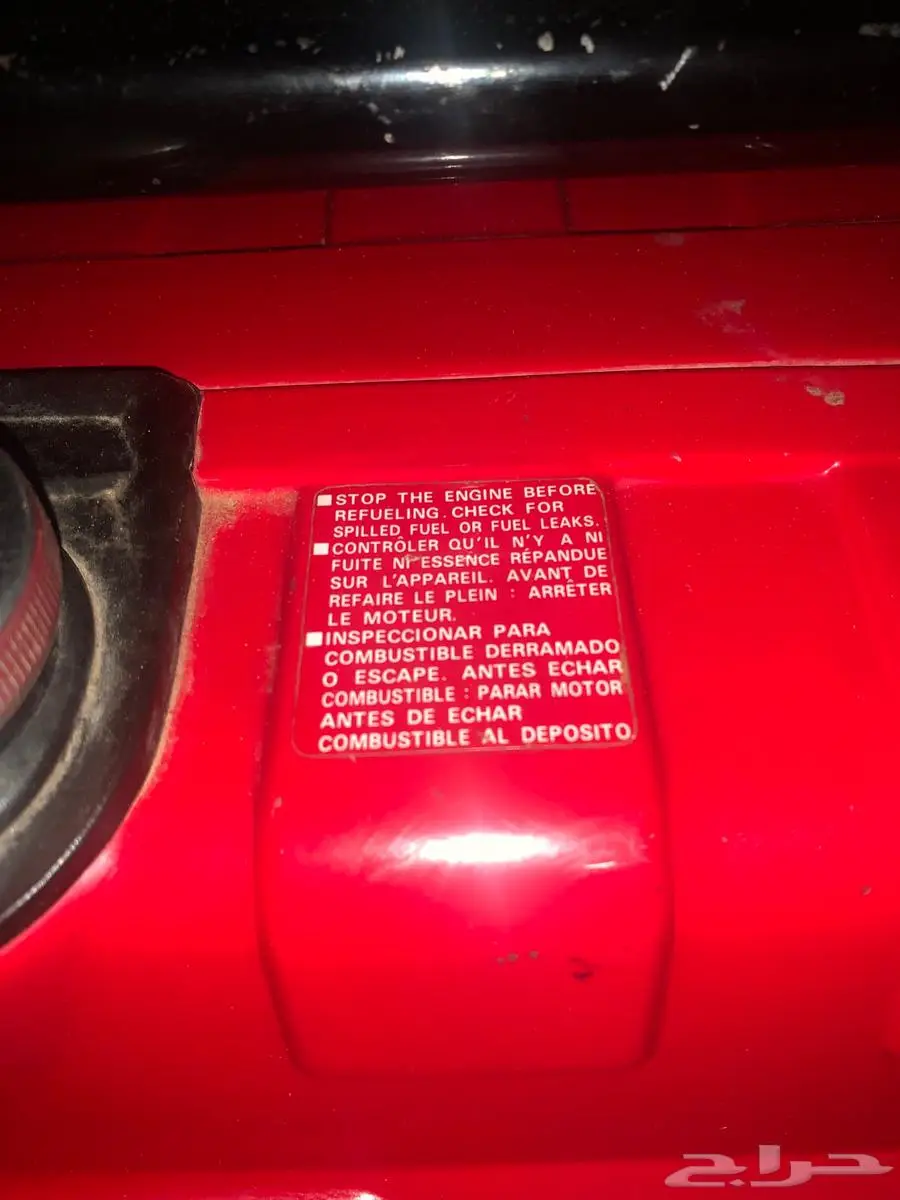 ■ STOP THE ENGINE BEFORE
REFUELING. CHECK FOR
SPILLED FUEL OR FUEL LEAKS.
■ CONTRÔLER QU'IL N'Y A NI
FUITE NI ESSENCE RÉPANDUE
SUR L'APPAREIL. AVANT DE
REFAIRE LE PLEIN : ARRÊTER
LE MOTEUR.
■ INSPECCIONAR PARA
COMBUSTIBLE DERRAMADO
O ESCAPE. ANTES ECHAR
COMBUSTIBLE : PARAR MOTOR
ANTES DE ECHAR
COMBUSTIBLE AL DEPOSITO.
حراج